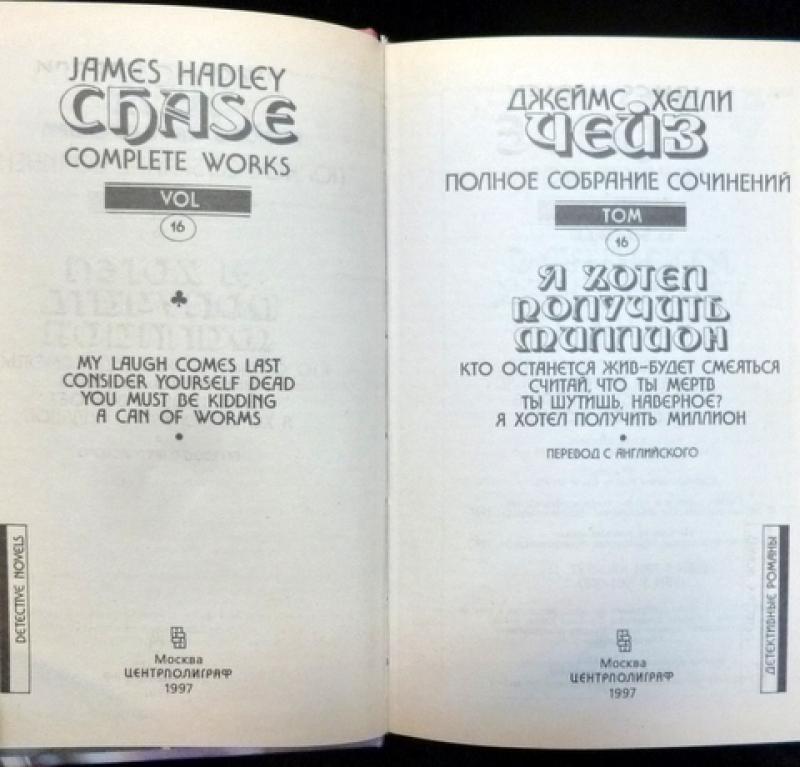 JAMES HADLEY
CHASE
COMPLETE WORKS
VOL
16
MY LAUGH COMES LAST
CONSIDER YOURSELF DEAD
YOU MUST BE KIDDING
A CAN OF WORMS
DETECTIVE NOVELS
Москва
ЦЕНТРПОЛИГРАФ
1997
ДЖЕЙМС ХЕДЛИ
ЧЕЙЗ
ПОЛНОЕ СОБРАНИЕ СОЧИНЕНИЙ
ТОМ
16
Я ХОТЕЛ
ПОЛУЧИТЬ
МИЛЛИОН
КТО ОСТАНЕТСЯ ЖИВ–БУДЕТ СМЕЯТЬСЯ
СЧИТАЙ, ЧТО ТЫ МЕРТВ
ТЫ ШУТИШЬ, НАВЕРНОЕ?
Я ХОТЕЛ ПОЛУЧИТЬ МИЛЛИОН
ПЕРЕВОД С АНГЛИЙСКОГО
ДЕТЕКТИВНЫЕ РОМАНЫ
Москва
ЦЕНТРПОЛИГРАФ
1997